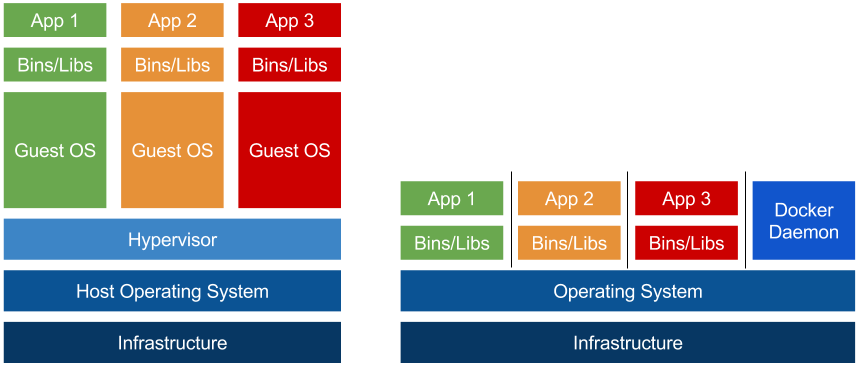 App 1
App 2
App 3
Bins/Libs
Bins/Libs
Bins/Libs
Guest OS
Guest OS
Guest OS
Hypervisor
Host Operating System
Infrastructure
App 1
App 2
App 3
Bins/Libs
Bins/Libs
Bins/Libs
Docker
Daemon
Operating System
Infrastructure